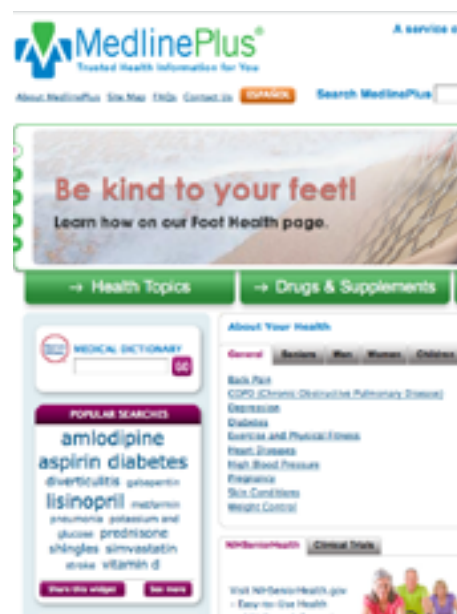 MedlinePlus®
Trusted Health Information for You
A service o
About MedlinePlus Site Map FAQs Contact Us ESPAÑOL Search MedlinePlus
Be kind to your feet!
Learn how on our Foot Health page.
→ Health Topics
→ Drugs & Supplements
MEDICAL DICTIONARY
GO
POPULAR SEARCHES
amlodipine
aspirin diabetes
diverticulitis gabapentin
lisinopril metformin
pneumonia potassium and
glucose prednisone
shingles simvastatin
stroke vitamin d
Share this widget See more
About Your Health
General Seniors Men Women Children
Back Pain
COPD (Chronic Obstructive Pulmonary Disease)
Depression
Diabetes
Exercise and Physical Fitness
Heart Diseases
High Blood Pressure
Pregnancy
Skin Conditions
Weight Control
NIHSeniorHealth Clinical Trials
Visit NIHSeniorHealth.gov
- Easy-to-Use Health